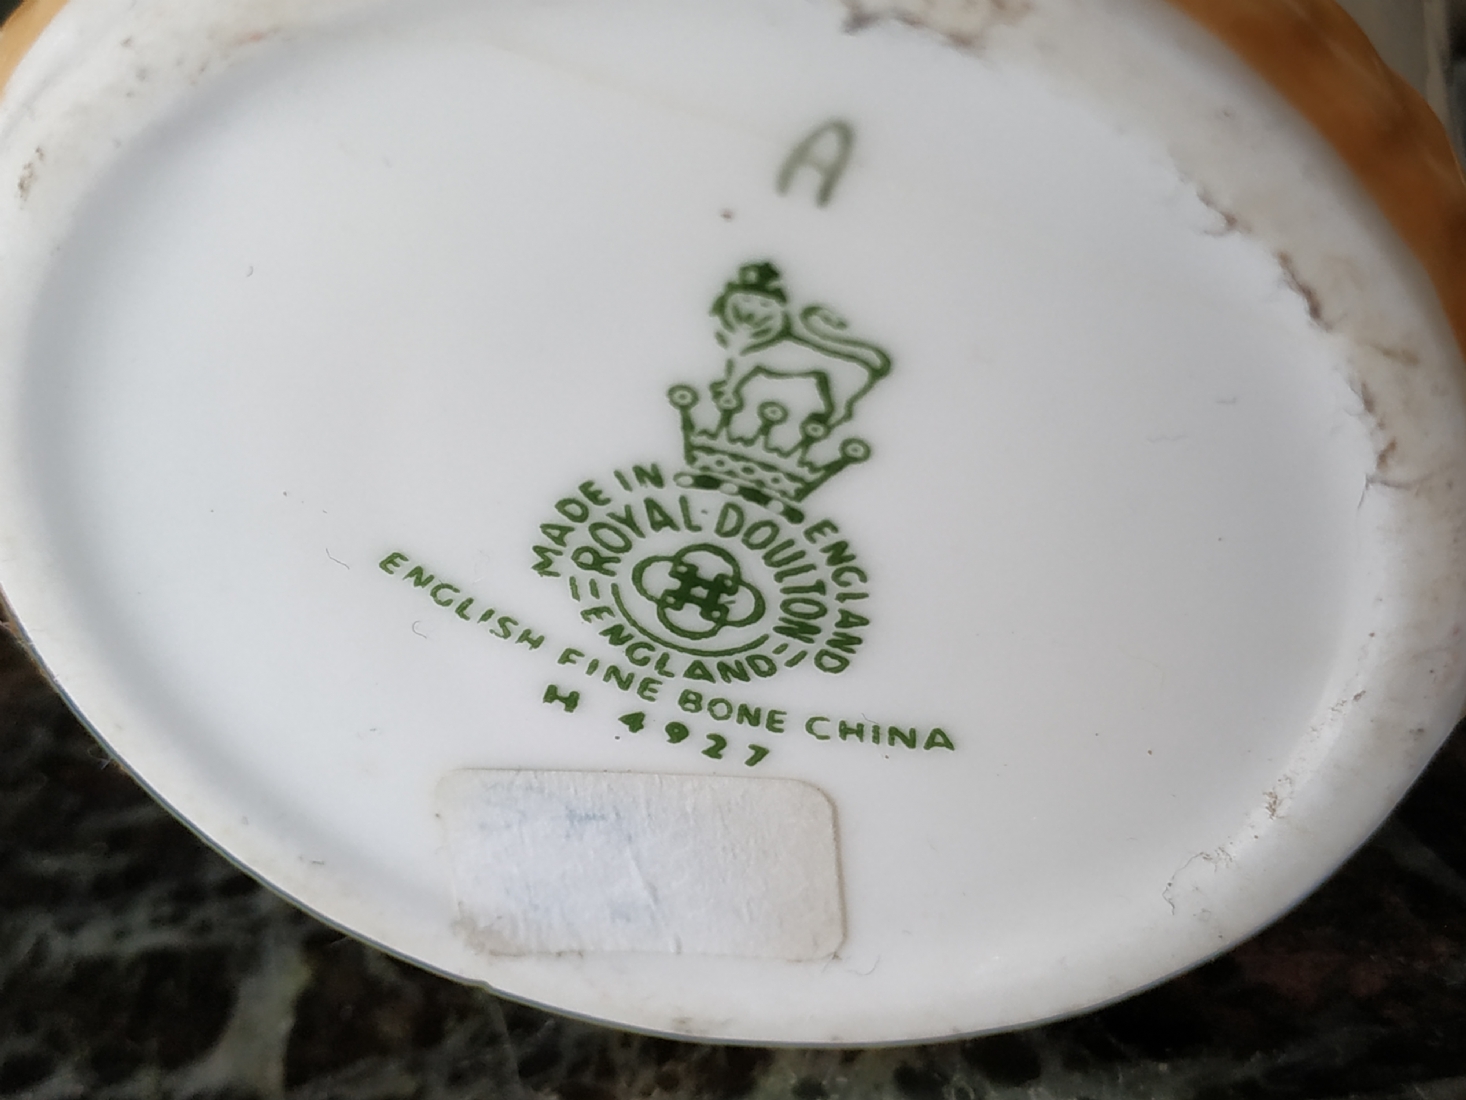 A
MADE IN ENGLAND
ROYAL·DOULTON
ENGLAND
ENGLISH FINE BONE CHINA
H 4927